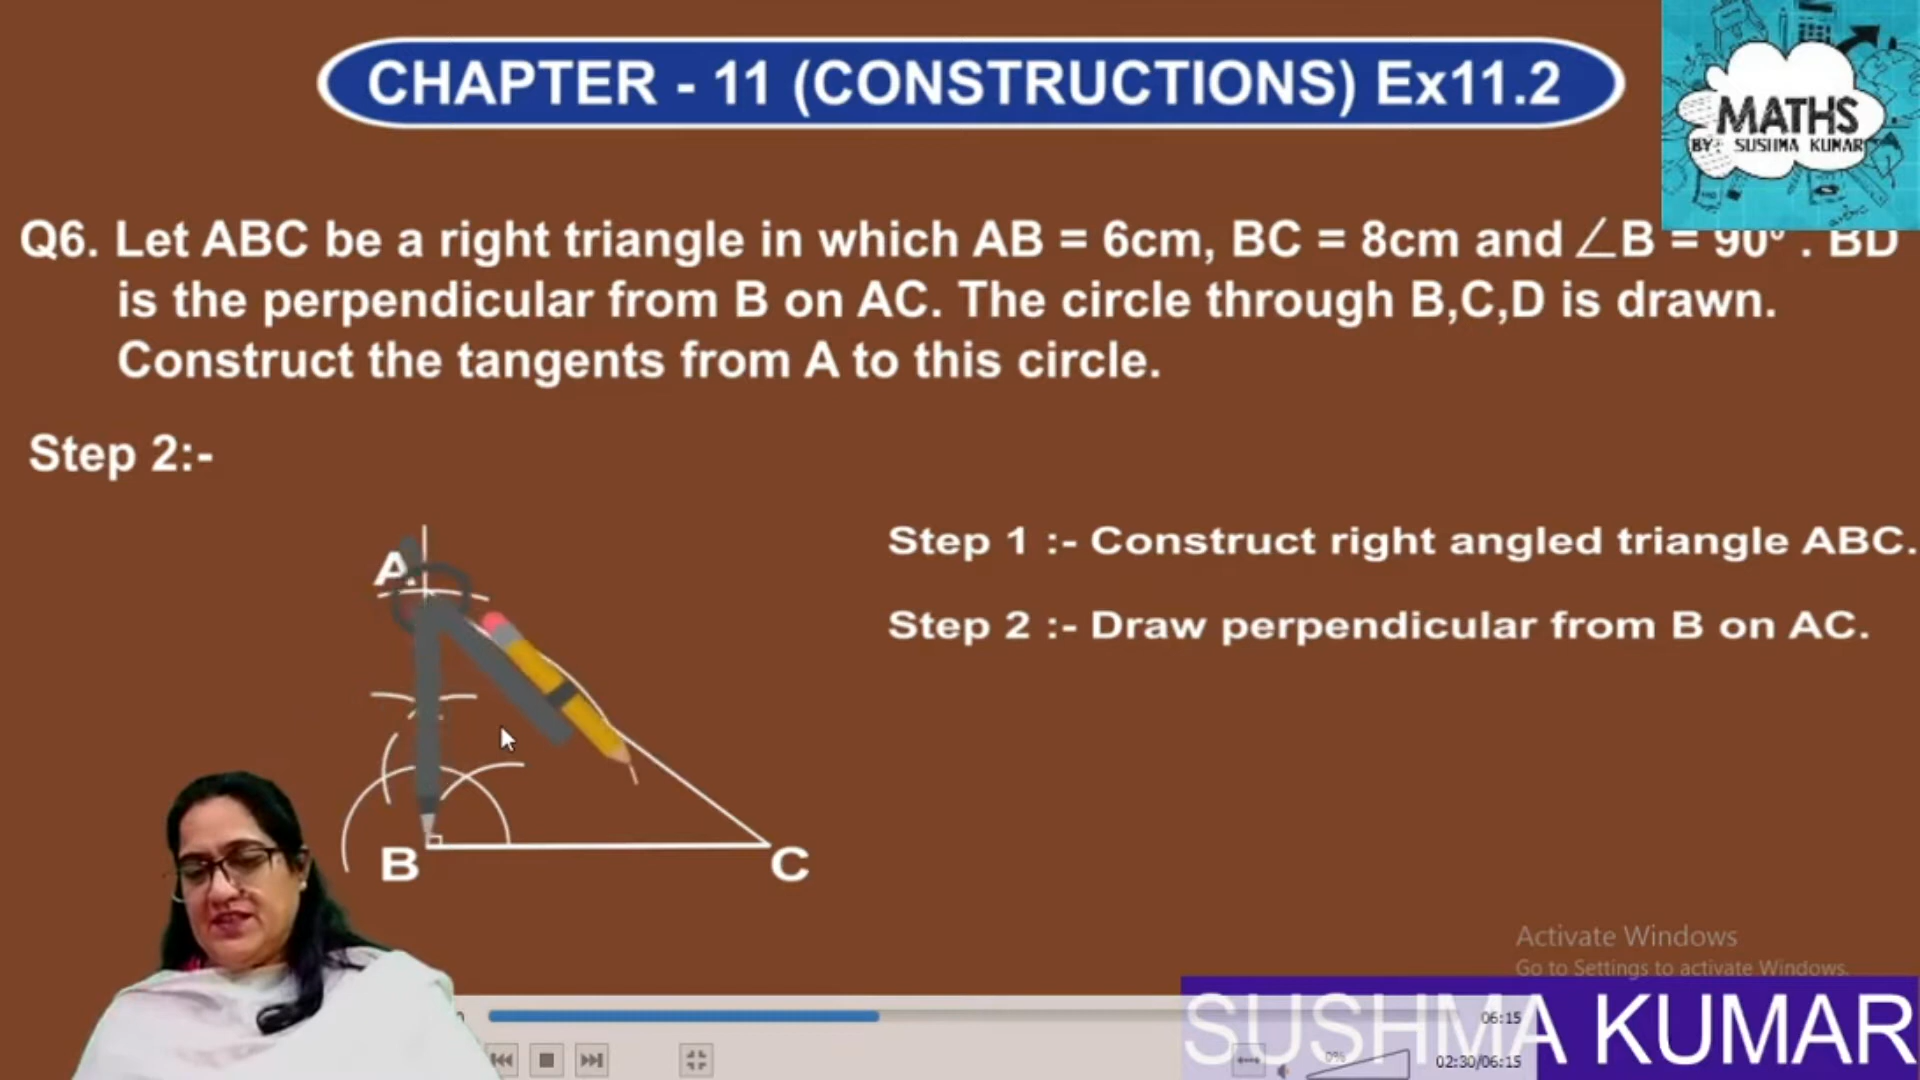 CHAPTER - 11 (CONSTRUCTIONS) Ex11.2
MATHS
BY: SUSHMA KUMAR
Q6. Let ABC be a right triangle in which AB = 6cm, BC = 8cm and ∠B = 90⁰ . BD
is the perpendicular from B on AC. The circle through B,C,D is drawn.
Construct the tangents from A to this circle.
Step 2:-
Step 1 :- Construct right angled triangle ABC.
Step 2 :- Draw perpendicular from B on AC.
A
B
C
Activate Windows
Go to Settings to activate Windows.
SUSHMA KUMAR
06:15
0%
02:30/06:15